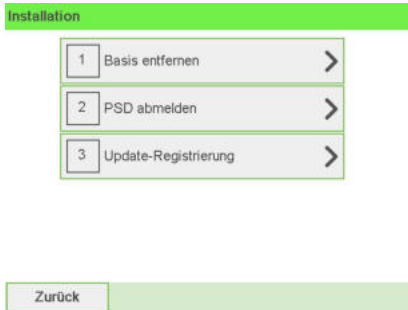 Installation
1 Basis entfernen
2 PSD abmelden
3 Update-Registrierung
Zurück